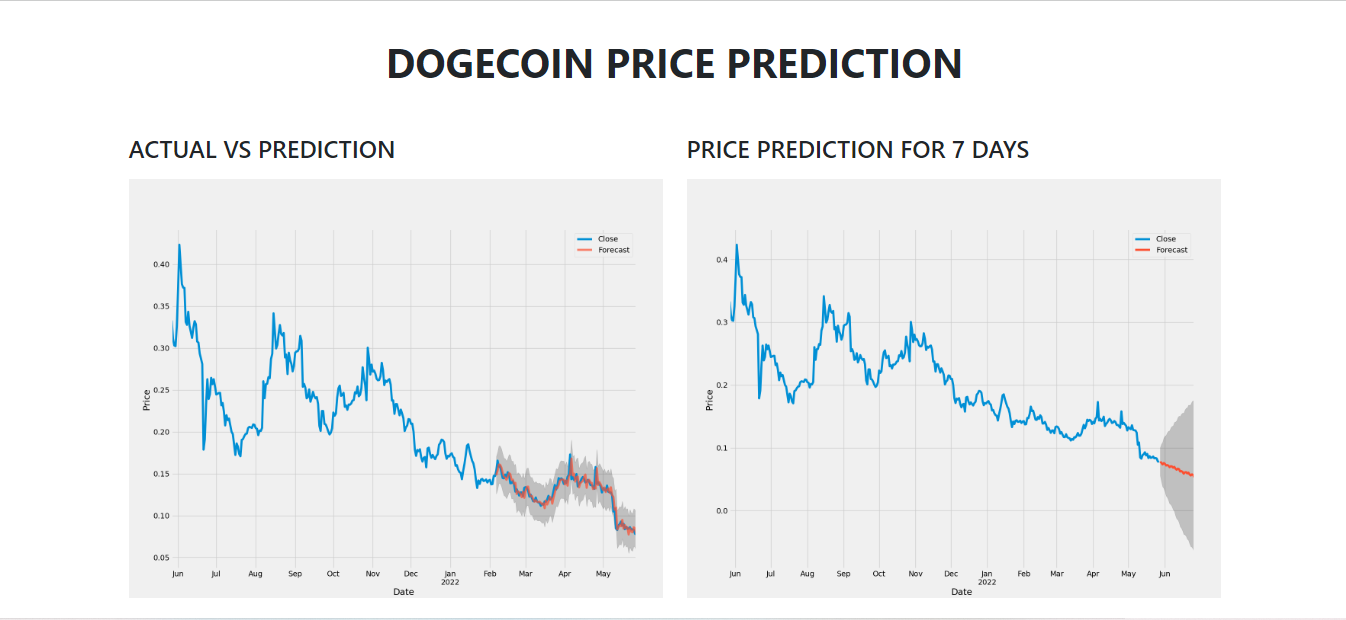 DOGECOIN PRICE PREDICTION
ACTUAL VS PREDICTION
Close
Forecast
0.40
0.35
0.30
0.25
0.20
0.15
0.10
0.05
Price
Jun Jul Aug Sep Oct Nov Dec Jan Feb Mar Apr May
2022
Date
PRICE PREDICTION FOR 7 DAYS
Close
Forecast
0.4
0.3
0.2
0.1
0.0
Price
Jun Jul Aug Sep Oct Nov Dec Jan Feb Mar Apr May Jun
2022
Date